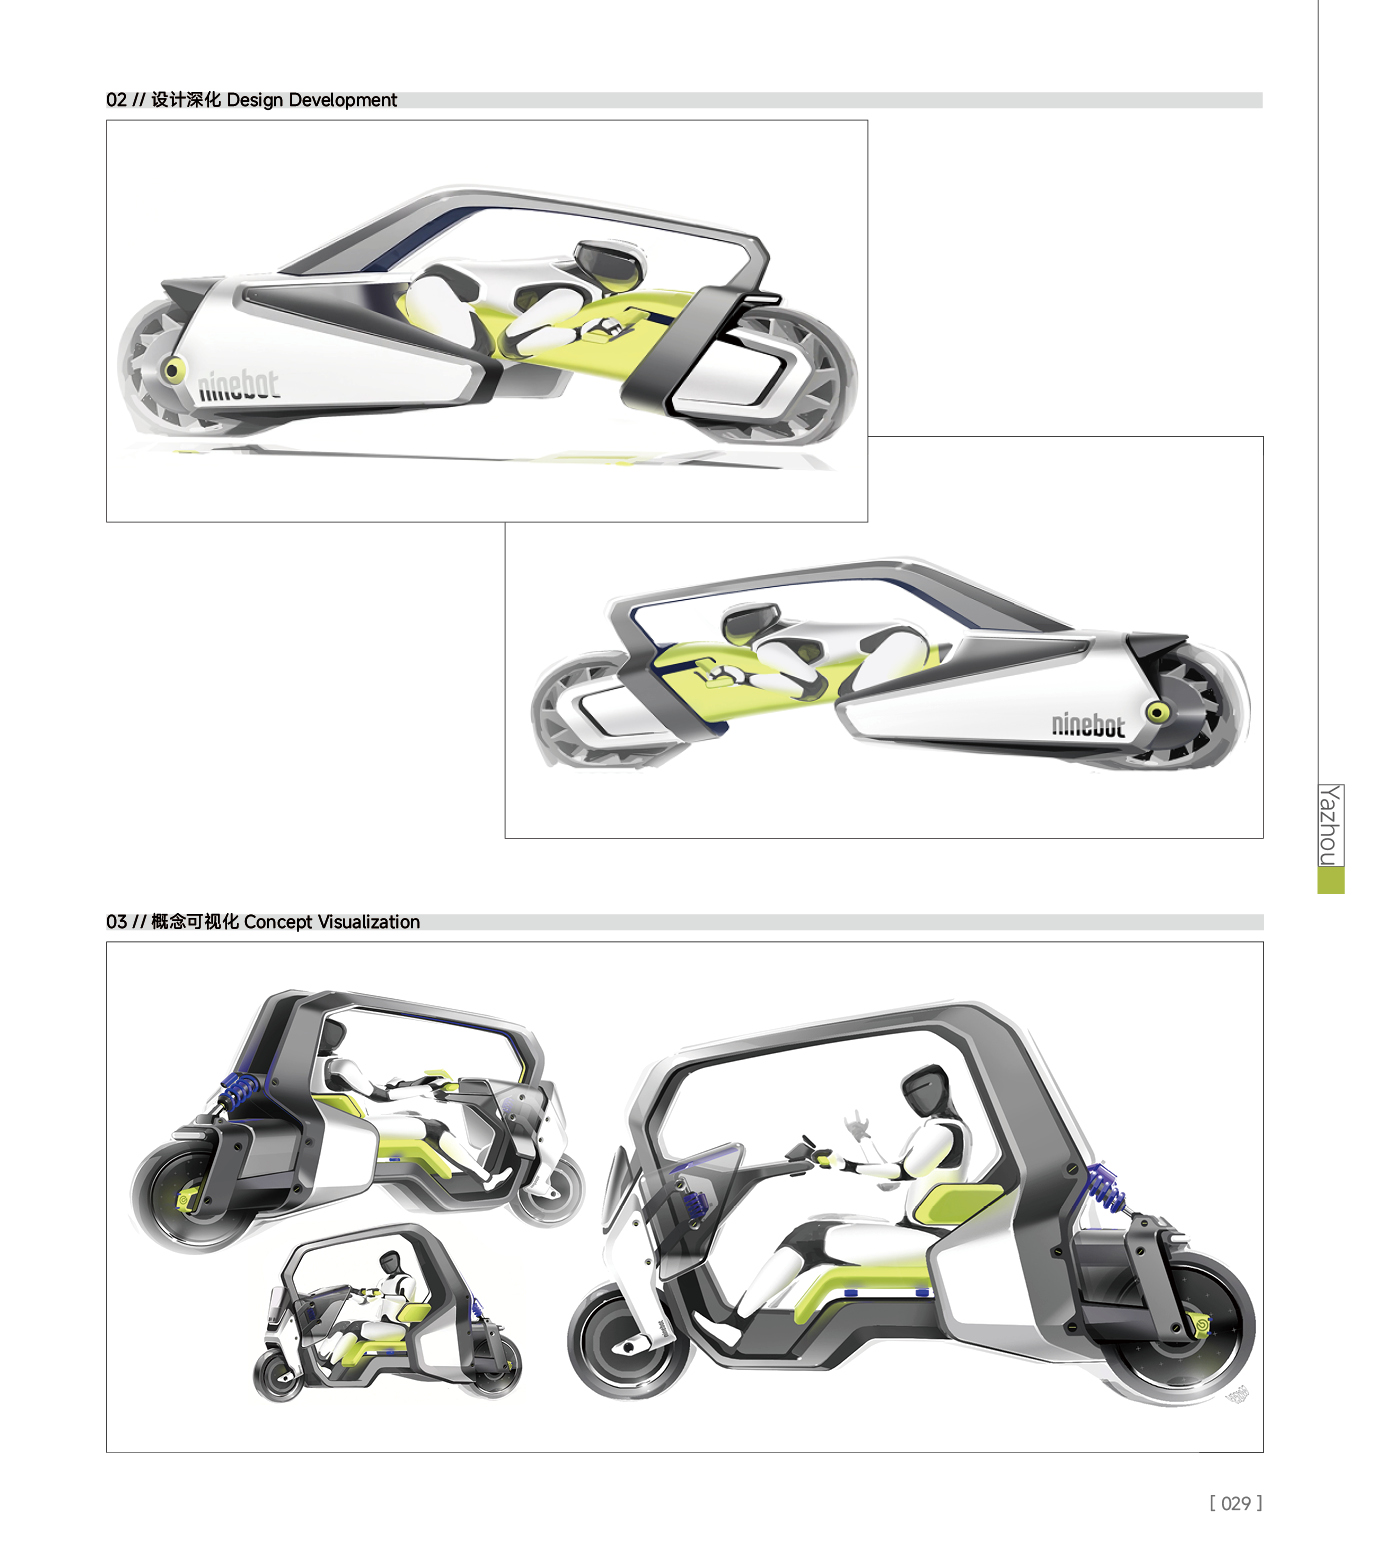 02 // 设计深化 Design Development
ninebot
ninebot
Yazhou
03 // 概念可视化 Concept Visualization
ninebot
[ 029 ]